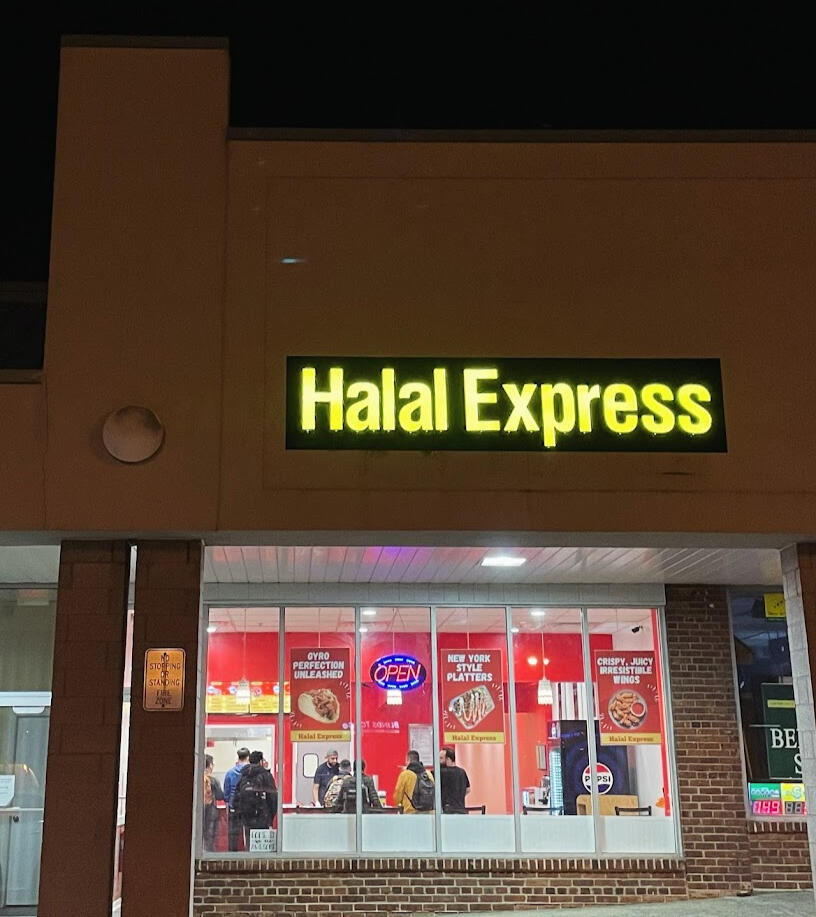 Halal Express
NO
STOPPING
OR
STANDING
FIRE
ZONE
GYRO
PERFECTION
UNLEASHED
Halal Express
OPEN
NEW YORK
STYLE
PLATTERS
Halal Express
CRISPY, JUICY
IRRESISTIBLE
WINGS
Halal Express
PEPSI
BE
S